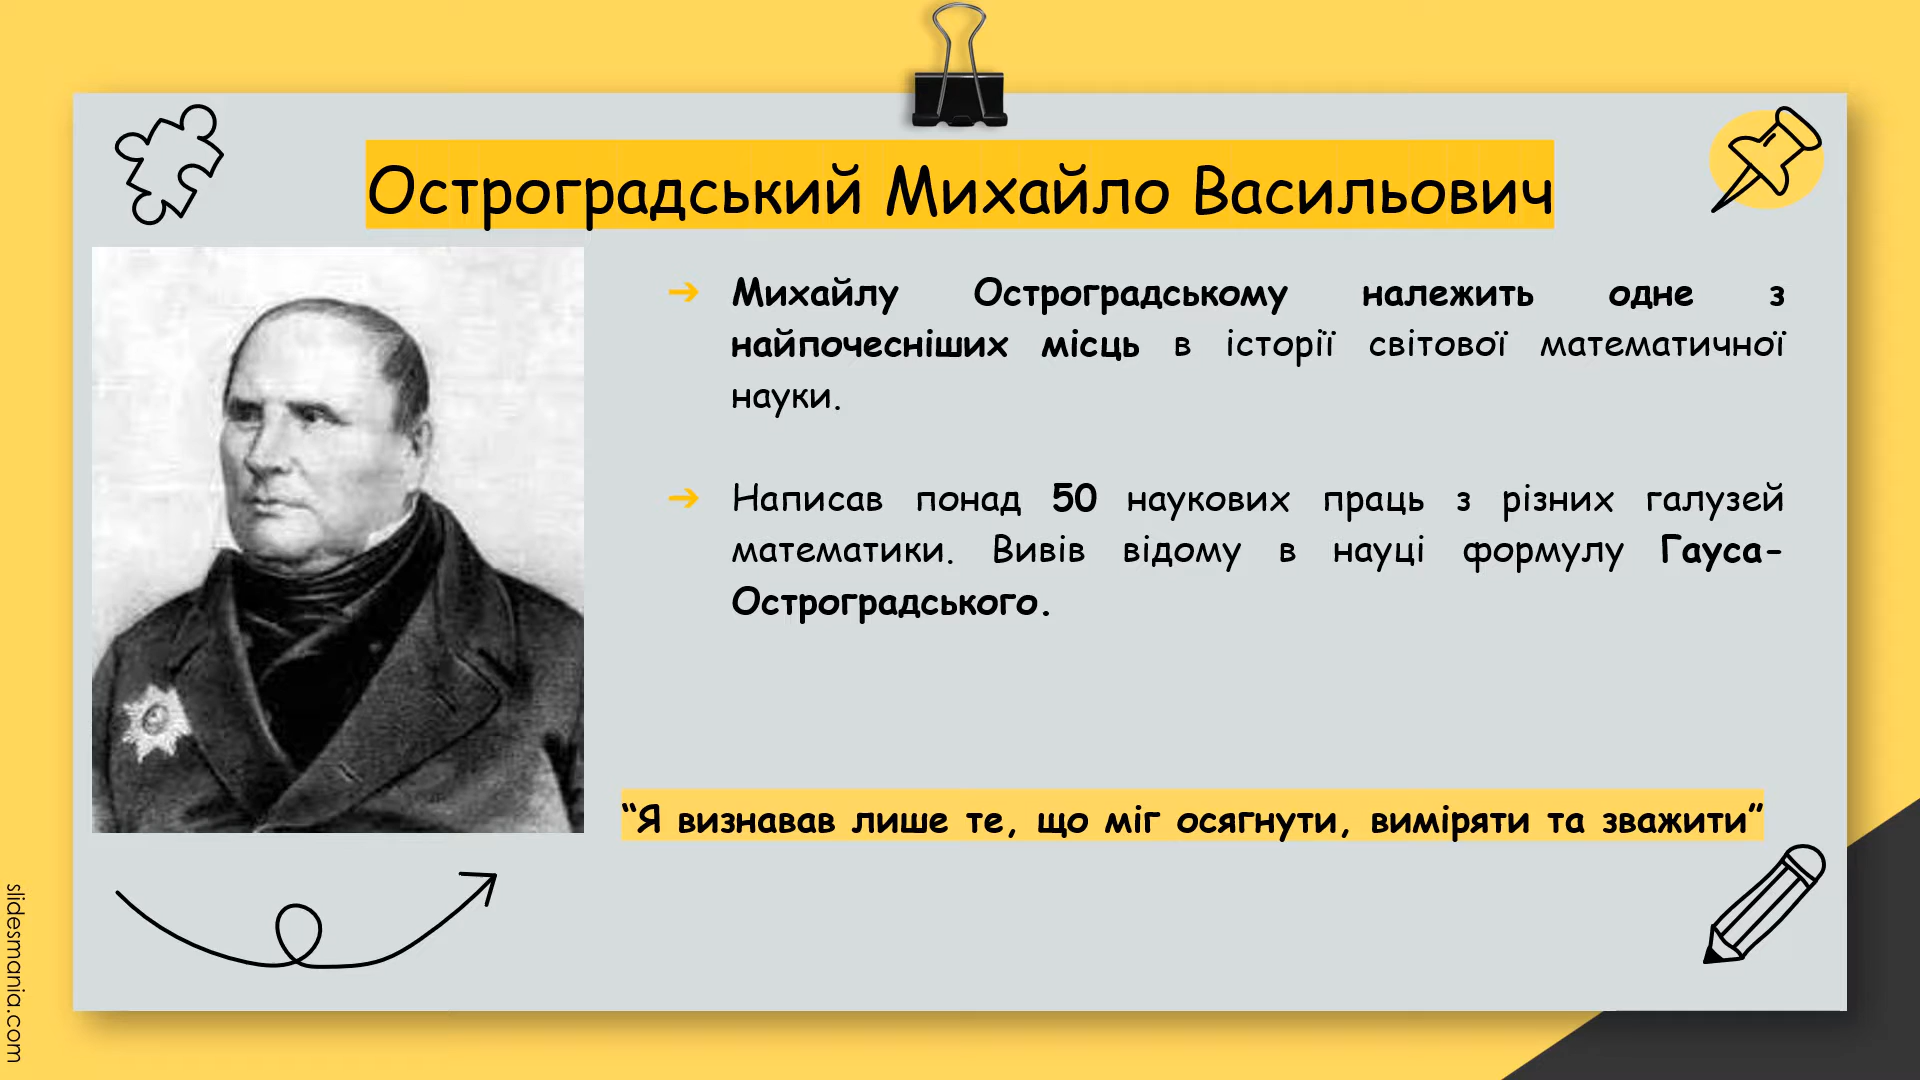 Остроградський Михайло Васильович
➔ Михайлу Остроградському належить одне з
найпочесніших місць в історії світової математичної
науки.
➔ Написав понад 50 наукових праць з різних галузей
математики. Вивів відому в науці формулу Гауса-
Остроградського.
“Я визнавав лише те, що міг осягнути, виміряти та зважити”
slidesmania.com